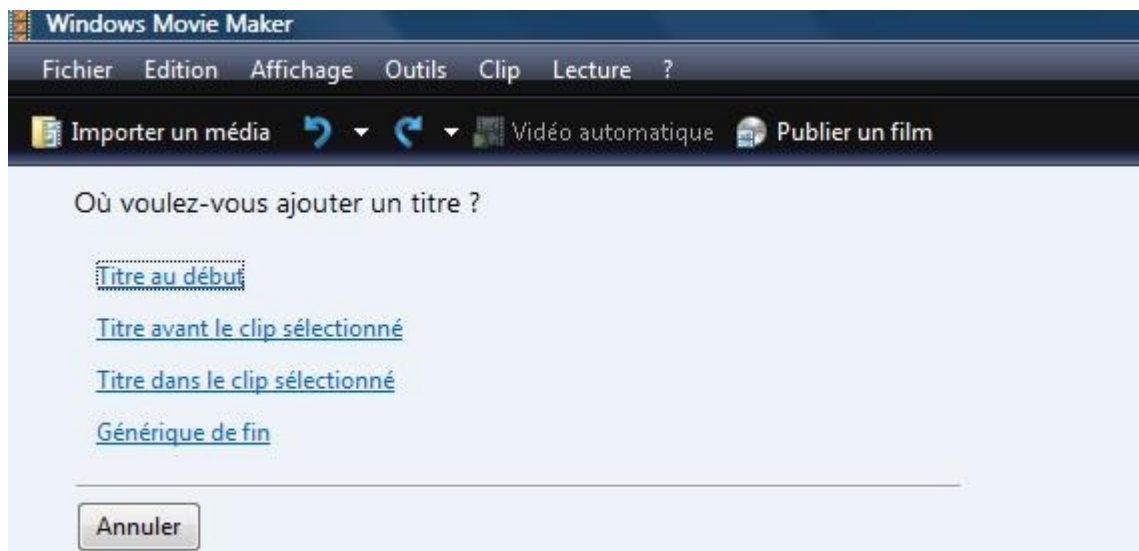 Windows Movie Maker
Fichier Edition Affichage Outils Clip Lecture ?
Importer un média Vidéo automatique Publier un film
Où voulez-vous ajouter un titre ?
Titre au début
Titre avant le clip sélectionné
Titre dans le clip sélectionné
Générique de fin
Annuler